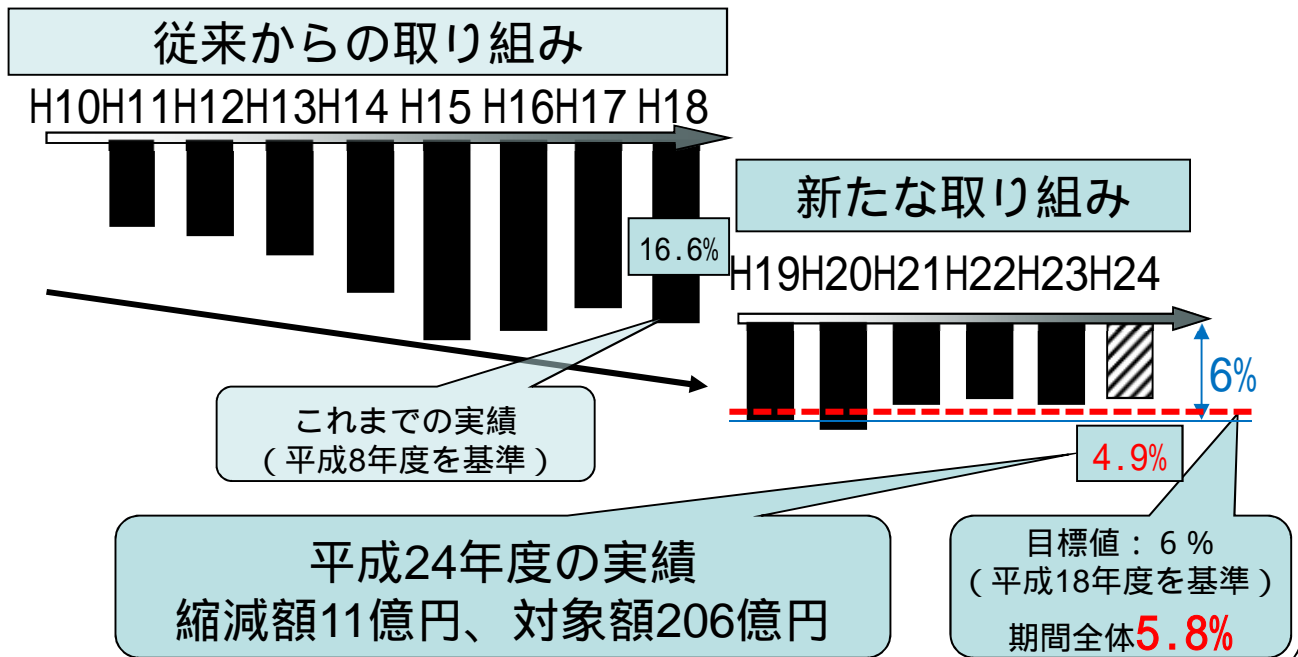 従来からの取り組み
H10H11H12H13H14 H15 H16H17 H18
16.6%
新たな取り組み
H19H20H21H22H23H24
6%
これまでの実績
（平成8年度を基準）
4.9%
平成24年度の実績
縮減額11億円、対象額206億円
目標値：６％
（平成18年度を基準）
期間全体5.8%